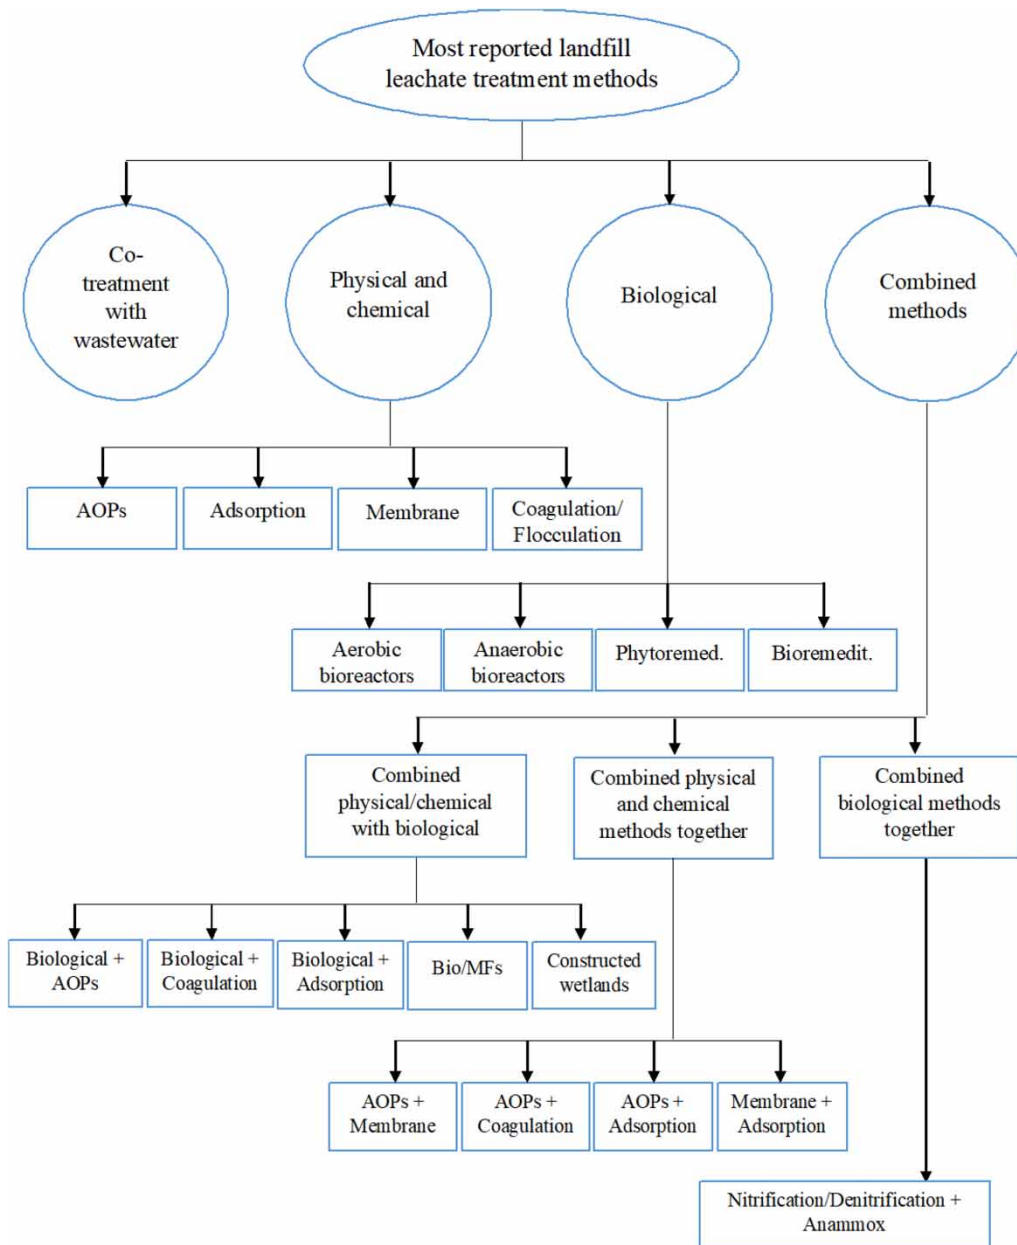 Most reported landfill
leachate treatment methods
Co-
treatment
with
wastewater
Physical and
chemical
Biological
Combined
methods
AOPs
Adsorption
Membrane
Coagulation/
Flocculation
Aerobic
bioreactors
Anaerobic
bioreactors
Phytoremed.
Bioremedit.
Combined
physical/chemical
with biological
Combined physical
and chemical
methods together
Combined
biological methods
together
Biological +
AOPs
Biological +
Coagulation
Biological +
Adsorption
Bio/MFs
Constructed
wetlands
AOPs +
Membrane
AOPs +
Coagulation
AOPs +
Adsorption
Membrane +
Adsorption
Nitrification/Denitrification +
Anammox